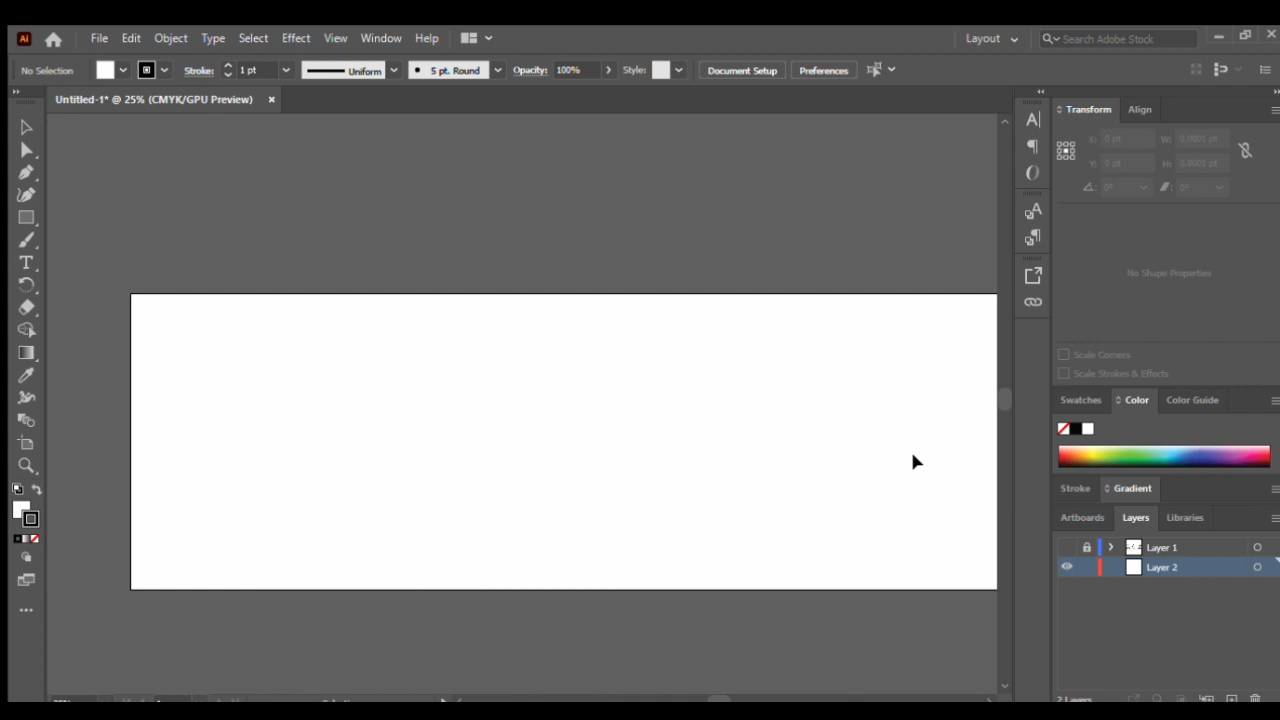 Ai File Edit Object Type Select Effect View Window Help Layout Search Adobe Stock
No Selection Stroke: 1 pt Uniform 5 pt. Round Opacity: 100% Style: Document Setup Preferences
Untitled-1* @ 25% (CMYK/GPU Preview)
Transform Align
X: 0 pt W: 0.0001 pt
Y: 0 pt H: 0.0001 pt
0° 0°
No Shape Properties
Scale Corners
Scale Strokes & Effects
Swatches Color Color Guide
Stroke Gradient
Artboards Layers Libraries
Layer 1
Layer 2
2 Layers